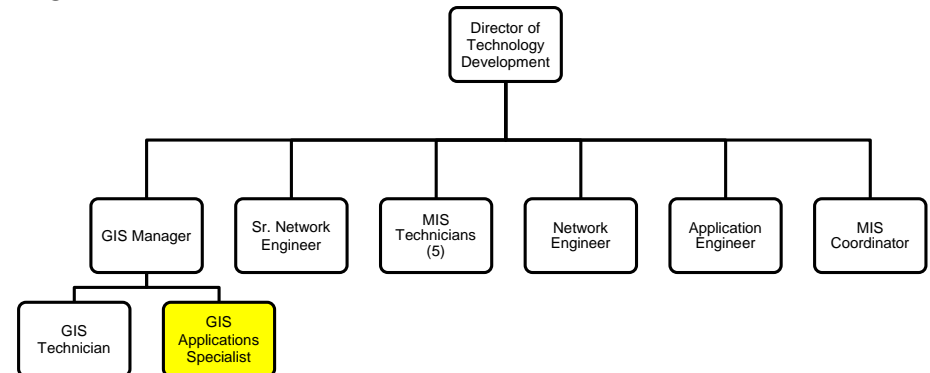 Director of
Technology
Development
GIS Manager
Sr. Network
Engineer
MIS
Technicians
(5)
Network
Engineer
Application
Engineer
MIS
Coordinator
GIS
Technician
GIS
Applications
Specialist